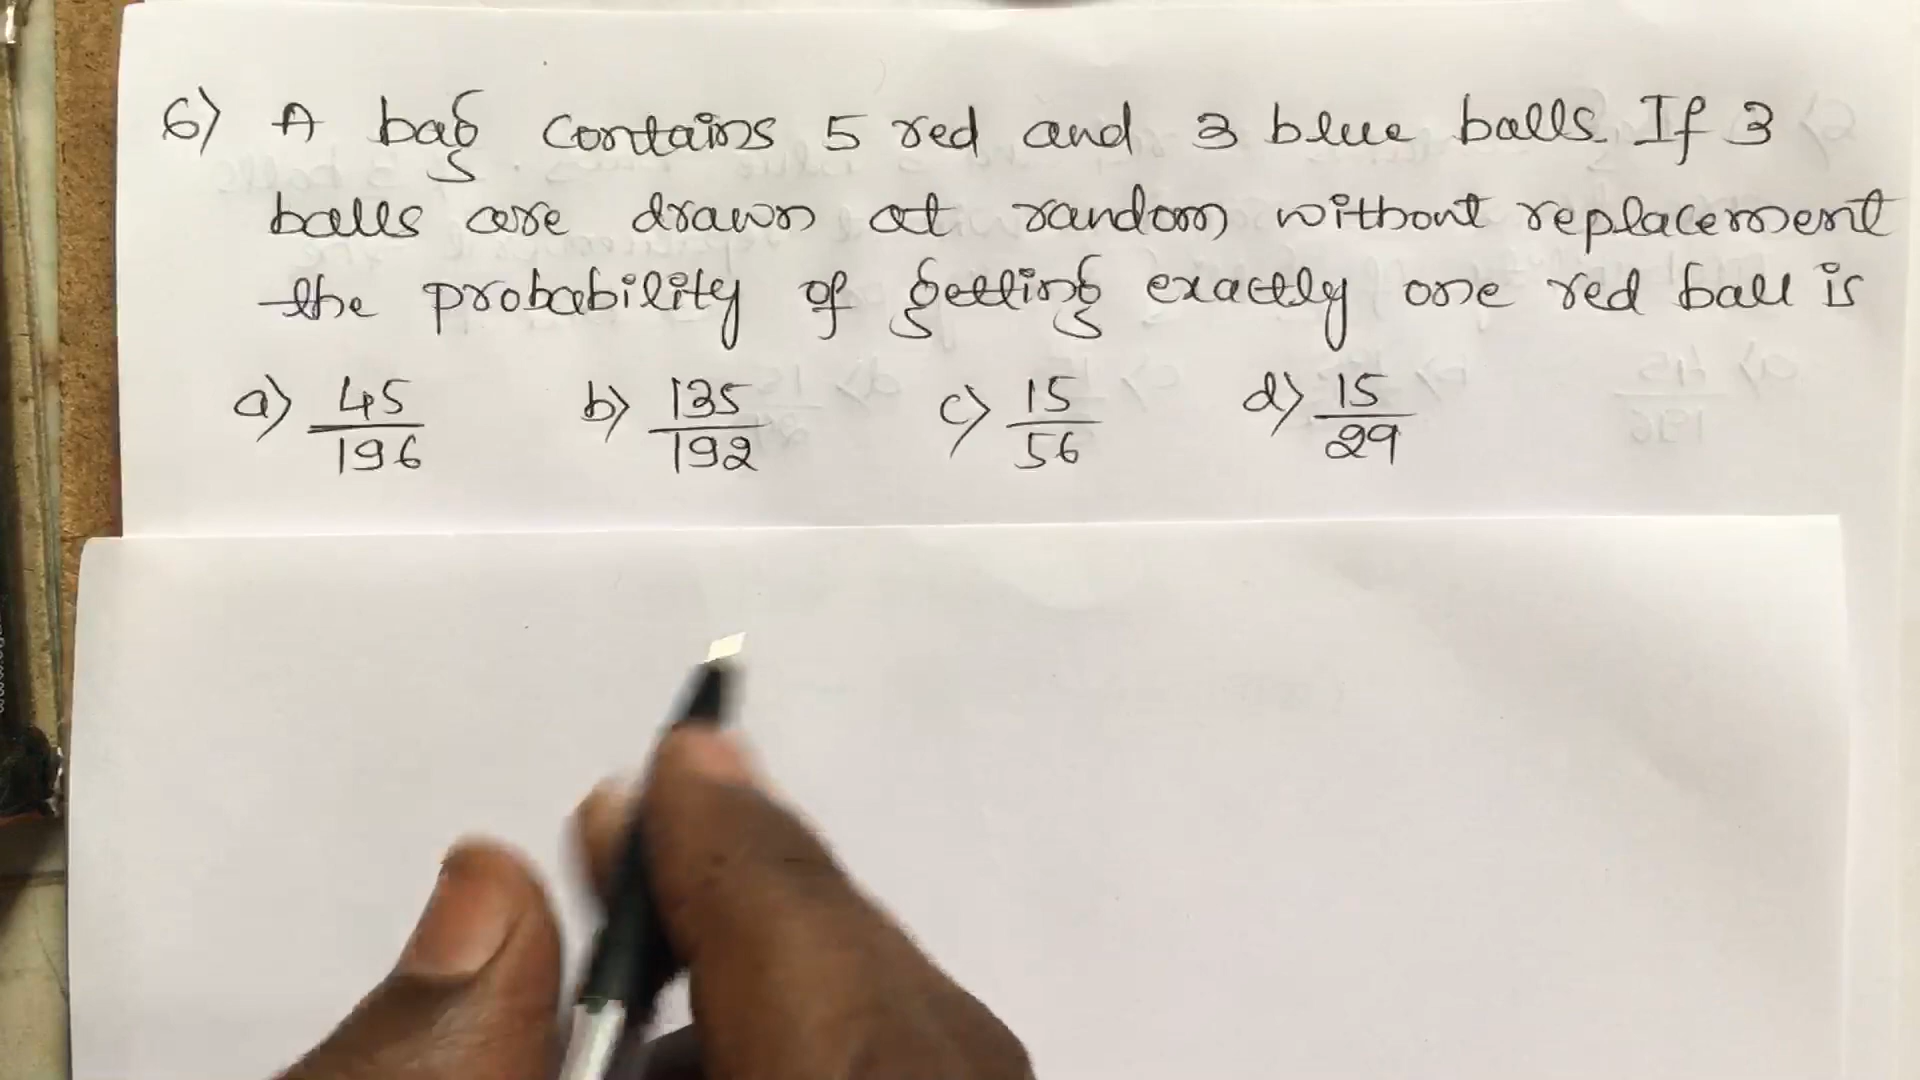 6) A bag contains 5 red and 3 blue balls. If 3
balls are drawn at random without replacement
the probability of getting exactly one red ball is
a) 45/196 b) 135/192 c) 15/56 d) 15/29